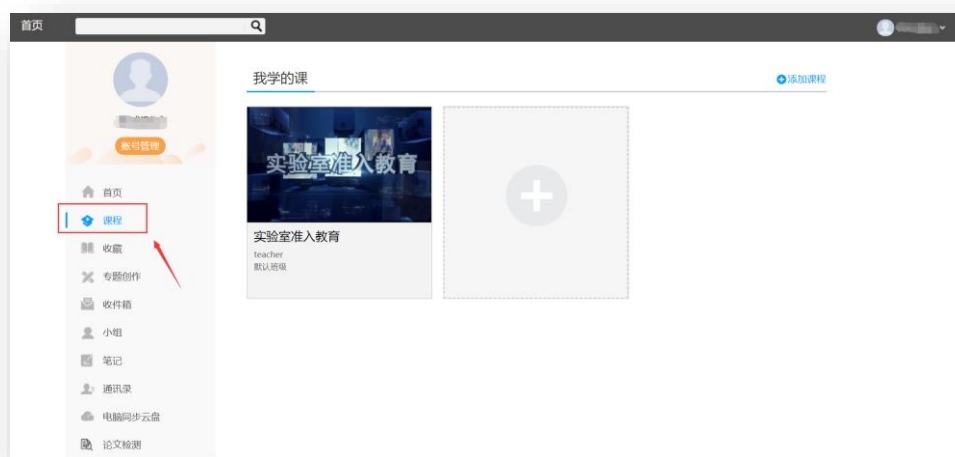 首页
我学的课
添加课程
账号管理
实验室准入教育
首页
课程
实验室准入教育
teacher
默认班级
收藏
专题创作
收件箱
小组
笔记
通讯录
电脑同步云盘
论文检测